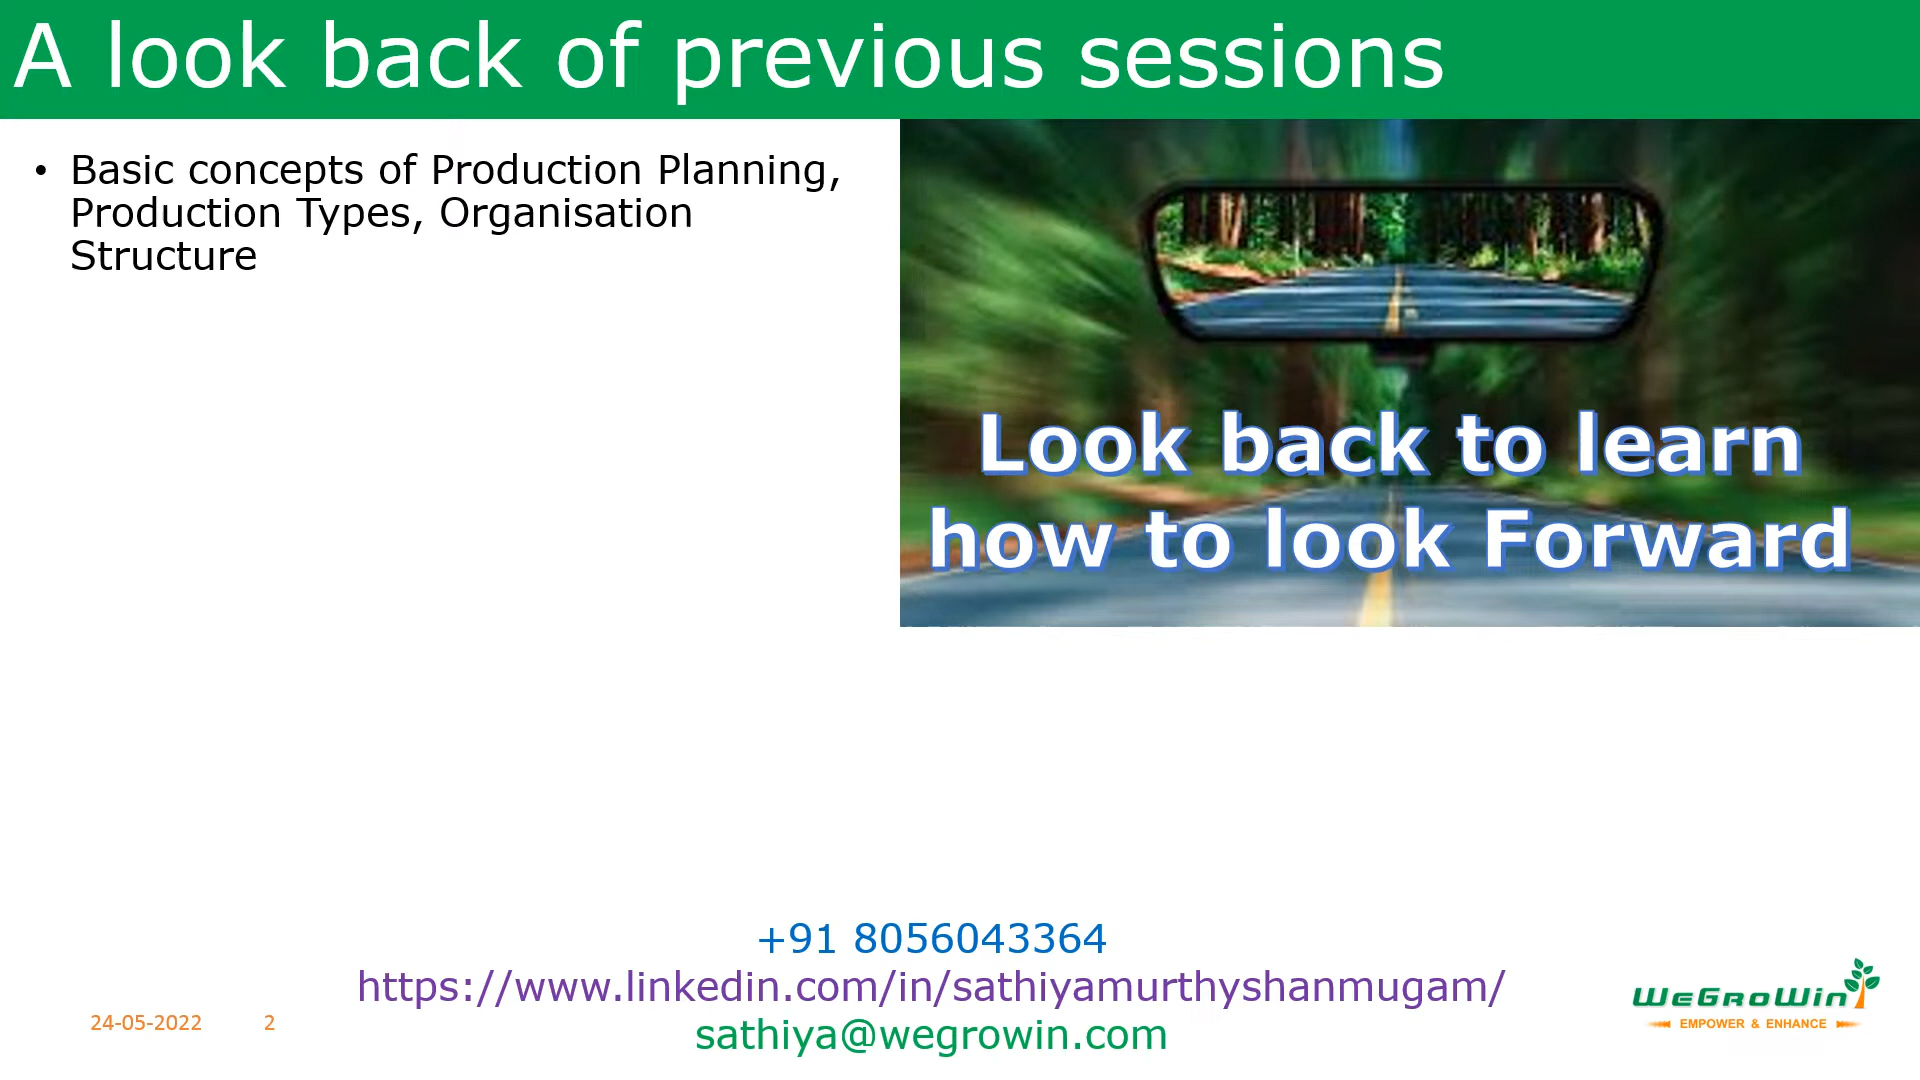 A look back of previous sessions
• Basic concepts of Production Planning,
Production Types, Organisation
Structure
Look back to learn
how to look Forward
+91 8056043364
https://www.linkedin.com/in/sathiyamurthyshanmugam/
sathiya@wegrowin.com
24-05-2022
2
WeGroWin
EMPOWER & ENHANCE